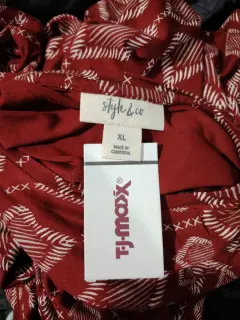 style & co
XL
MADE IN
CAMBODIA
T·J·maxx®